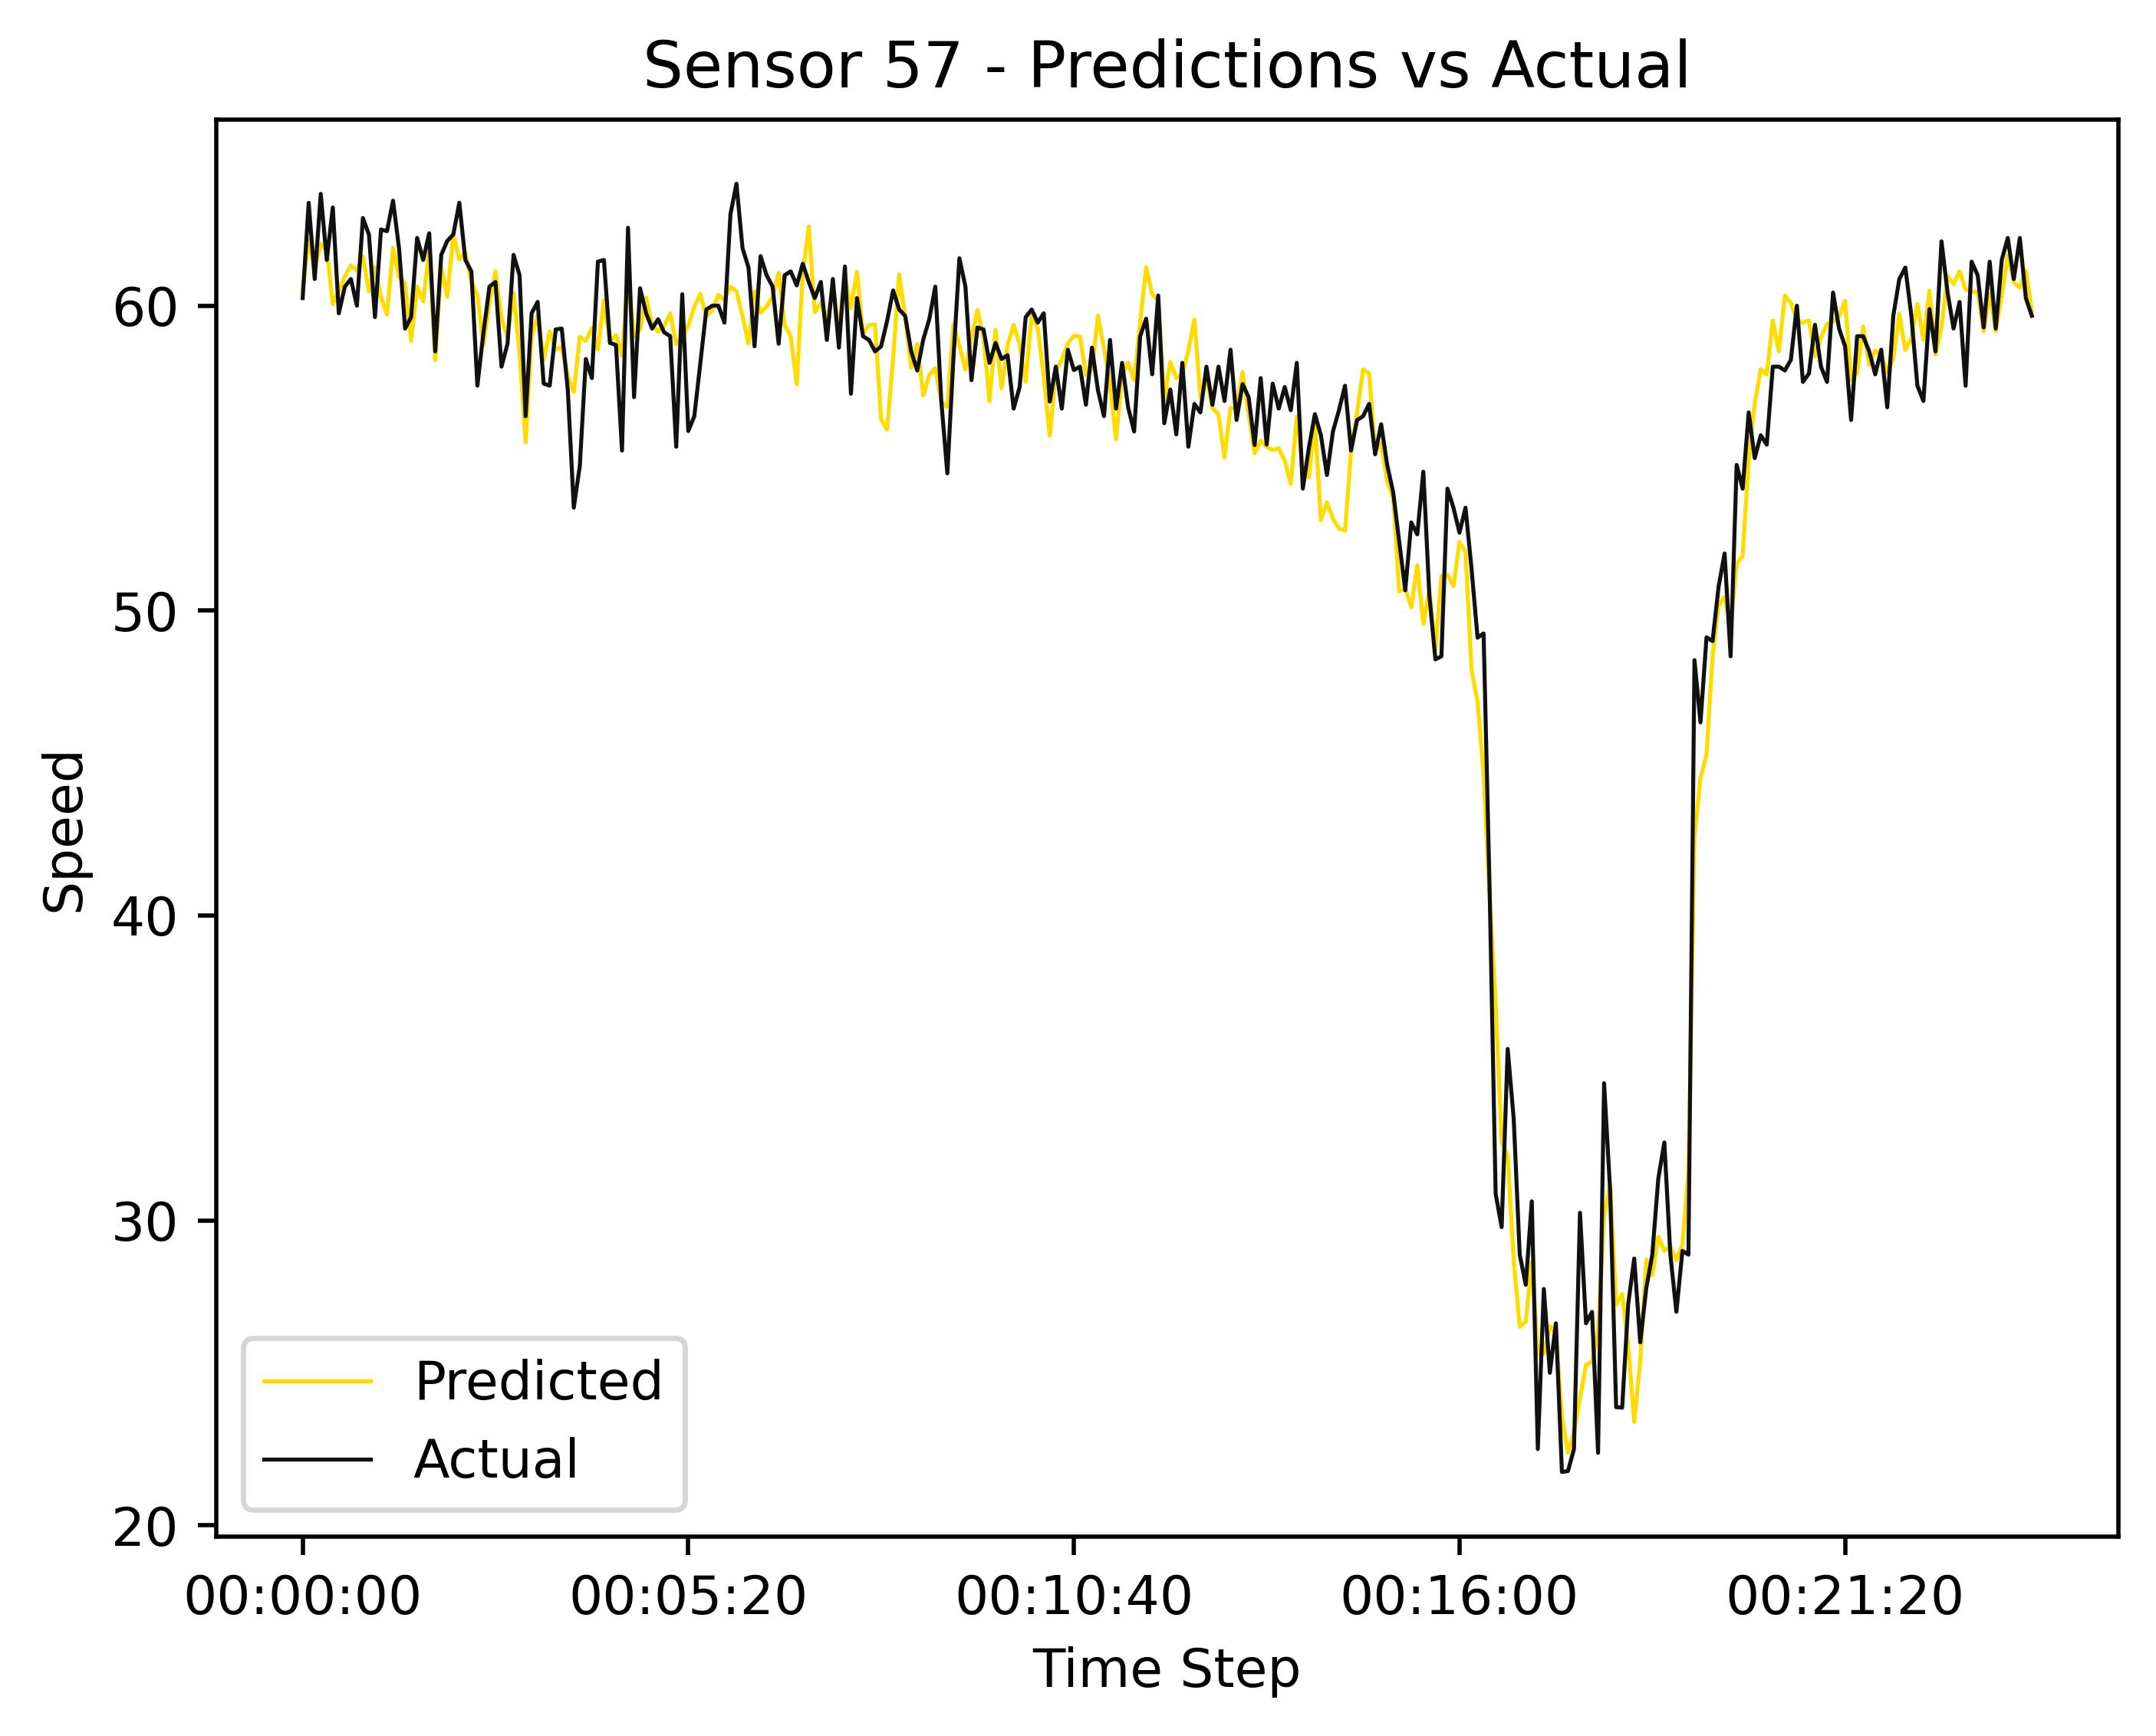 Sensor 57 - Predictions vs Actual
Speed
60
50
40
30
20
Predicted
Actual
00:00:00
00:05:20
00:10:40
00:16:00
00:21:20
Time Step